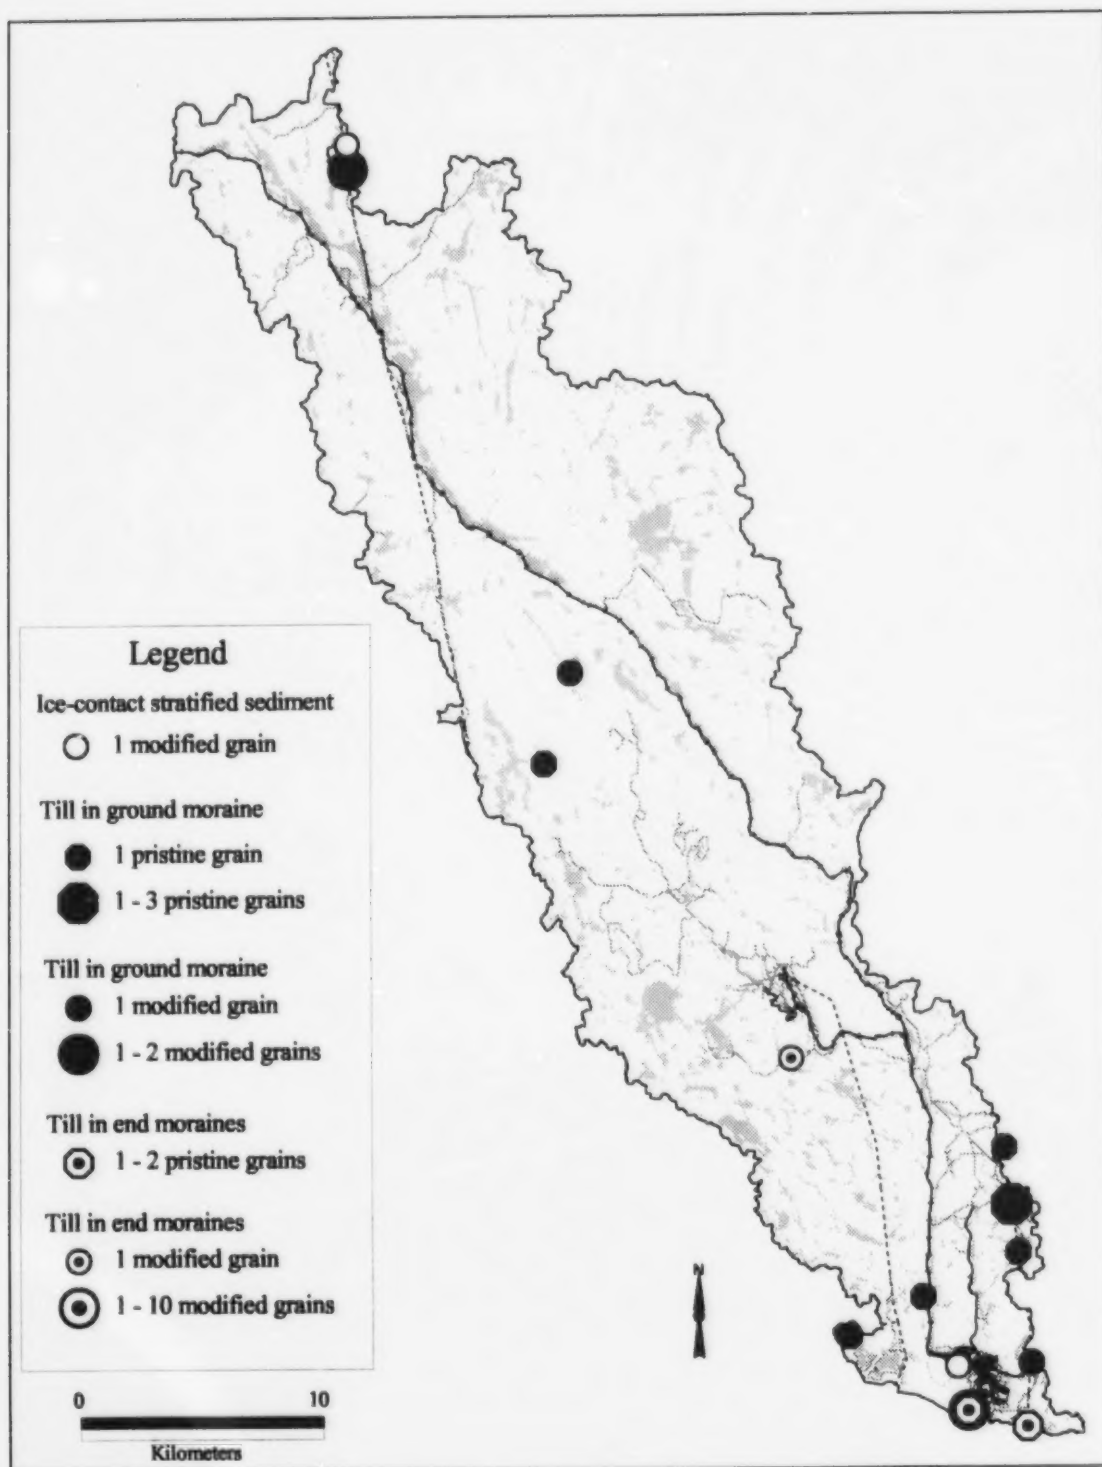 Legend
Ice-contact stratified sediment
1 modified grain
Till in ground moraine
1 pristine grain
1 - 3 pristine grains
Till in ground moraine
1 modified grain
1 - 2 modified grains
Till in end moraines
1 - 2 pristine grains
Till in end moraines
1 modified grain
1 - 10 modified grains
N
0 10
Kilometers